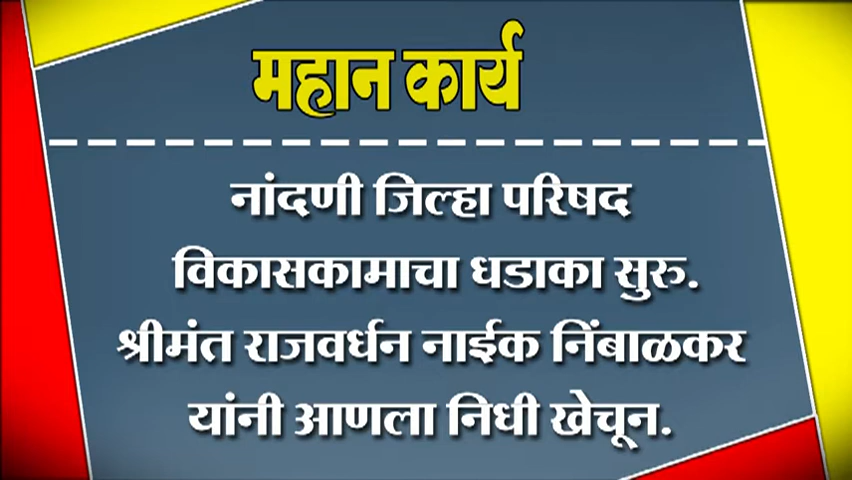 महान कार्य
नांदणी जिल्हा परिषद
विकासकामाचा धडाका सुरु.
श्रीमंत राजवर्धन नाईक निंबाळकर
यांनी आणला निधी खेचून.